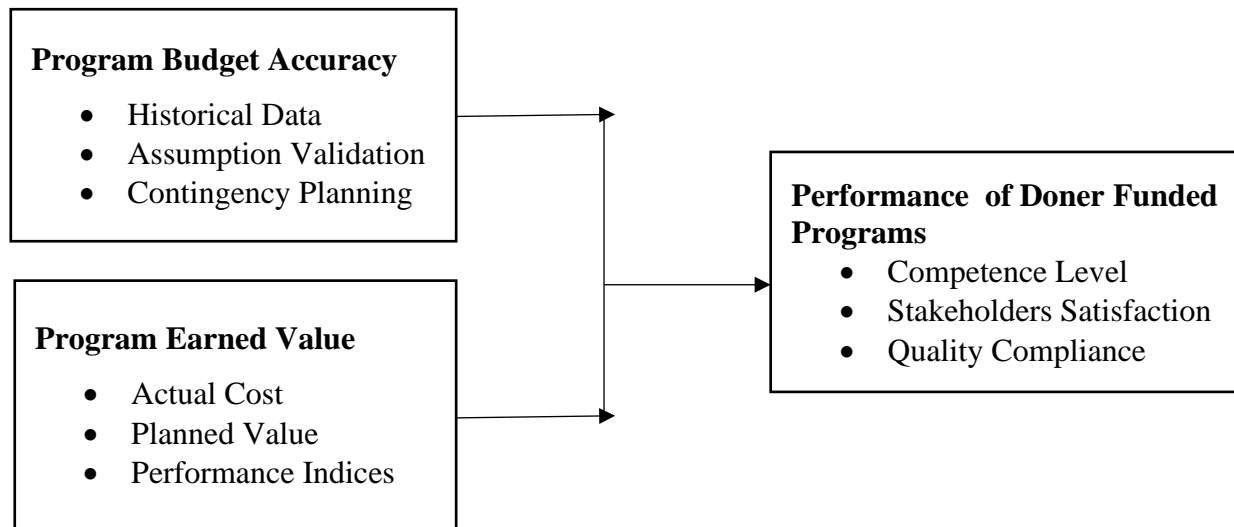 Program Budget Accuracy
• Historical Data
• Assumption Validation
• Contingency Planning
Program Earned Value
• Actual Cost
• Planned Value
• Performance Indices
Performance of Doner Funded
Programs
• Competence Level
• Stakeholders Satisfaction
• Quality Compliance